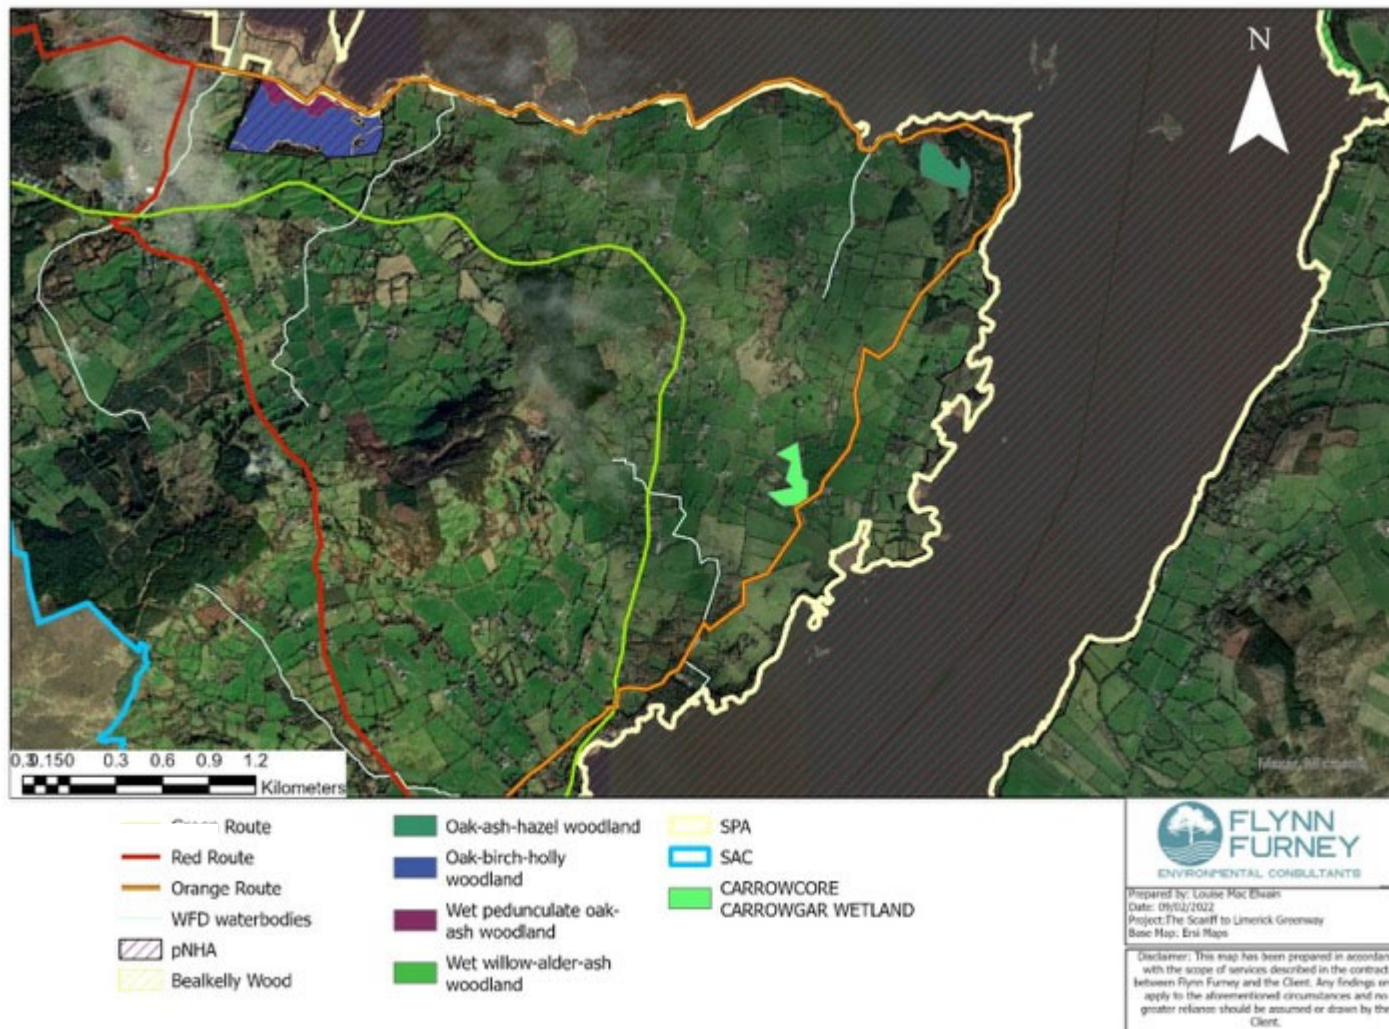 N
0.3 0.15 0 0.3 0.6 0.9 1.2
Kilometers
Route
Red Route
Orange Route
WFD waterbodies
pNHA
Bealkelly Wood
Oak-ash-hazel woodland
Oak-birch-holly
woodland
Wet pedunculate oak-
ash woodland
Wet willow-alder-ash
woodland
SPA
SAC
CARROWCORE
CARROWGAR WETLAND
FLYNN
FURNEY
ENVIRONMENTAL CONSULTANTS
Prepared by: Louise Mac Elwain
Date: 09/02/2022
Project:The Scariff to Limerick Greenway
Base Map: Ersi Maps
Disclaimer: This map has been prepared in accordan
with the scope of services described in the contract
between Flynn Furney and the Client. Any findings on
apply to the aforementioned circumstances and no
greater reliance should be assumed or drawn by the
Client.